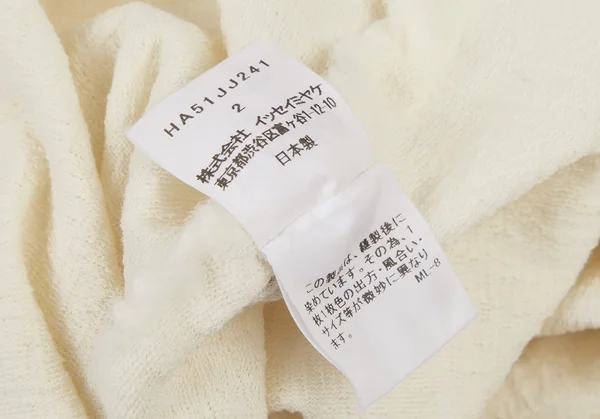 HA51JJ241
2
株式会社 イッセイミヤケ
東京都渋谷区富ヶ谷1-12-10
日本製
この製品は、縫製後に
染めています。その為、1
枚1枚色の出方・風合い・
サイズ等が微妙に異なり
ます。
ML-8